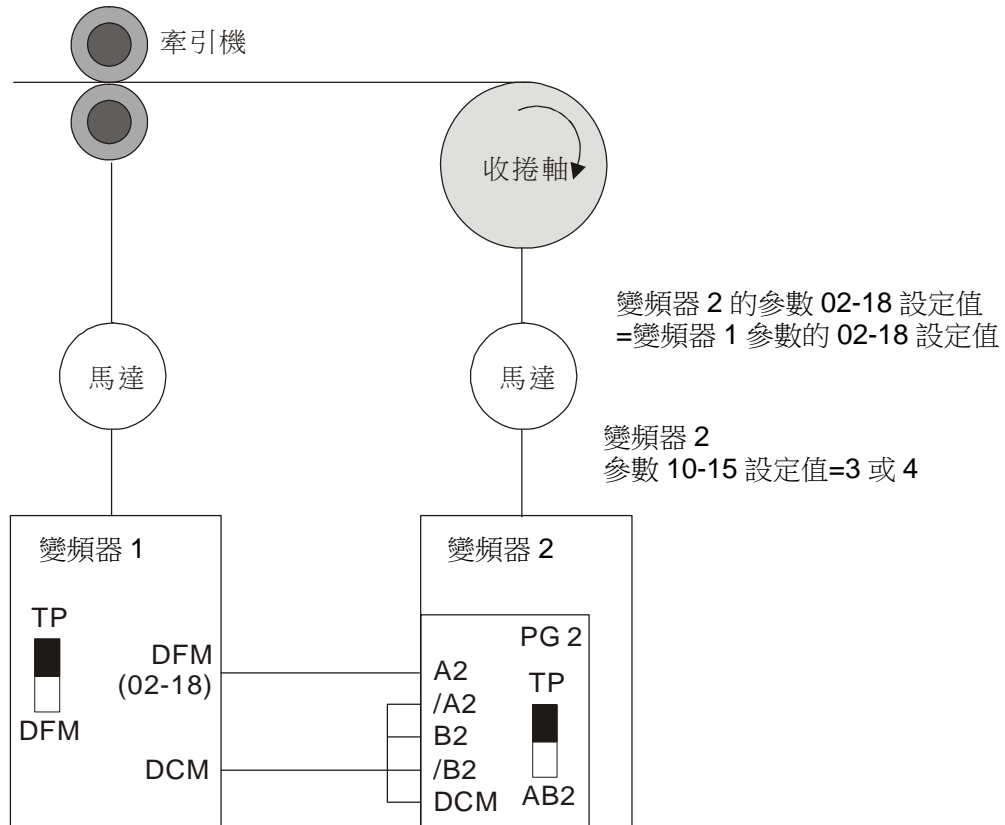 牽引機
收捲軸
變頻器 2 的參數 02-18 設定值
=變頻器 1 參數的 02-18 設定值
馬達
馬達
變頻器 2
參數 10-15 設定值=3 或 4
變頻器 1
TP
DFM
DFM
(02-18)
DCM
變頻器 2
PG 2
A2
/A2
B2
/B2
DCM
TP
AB2